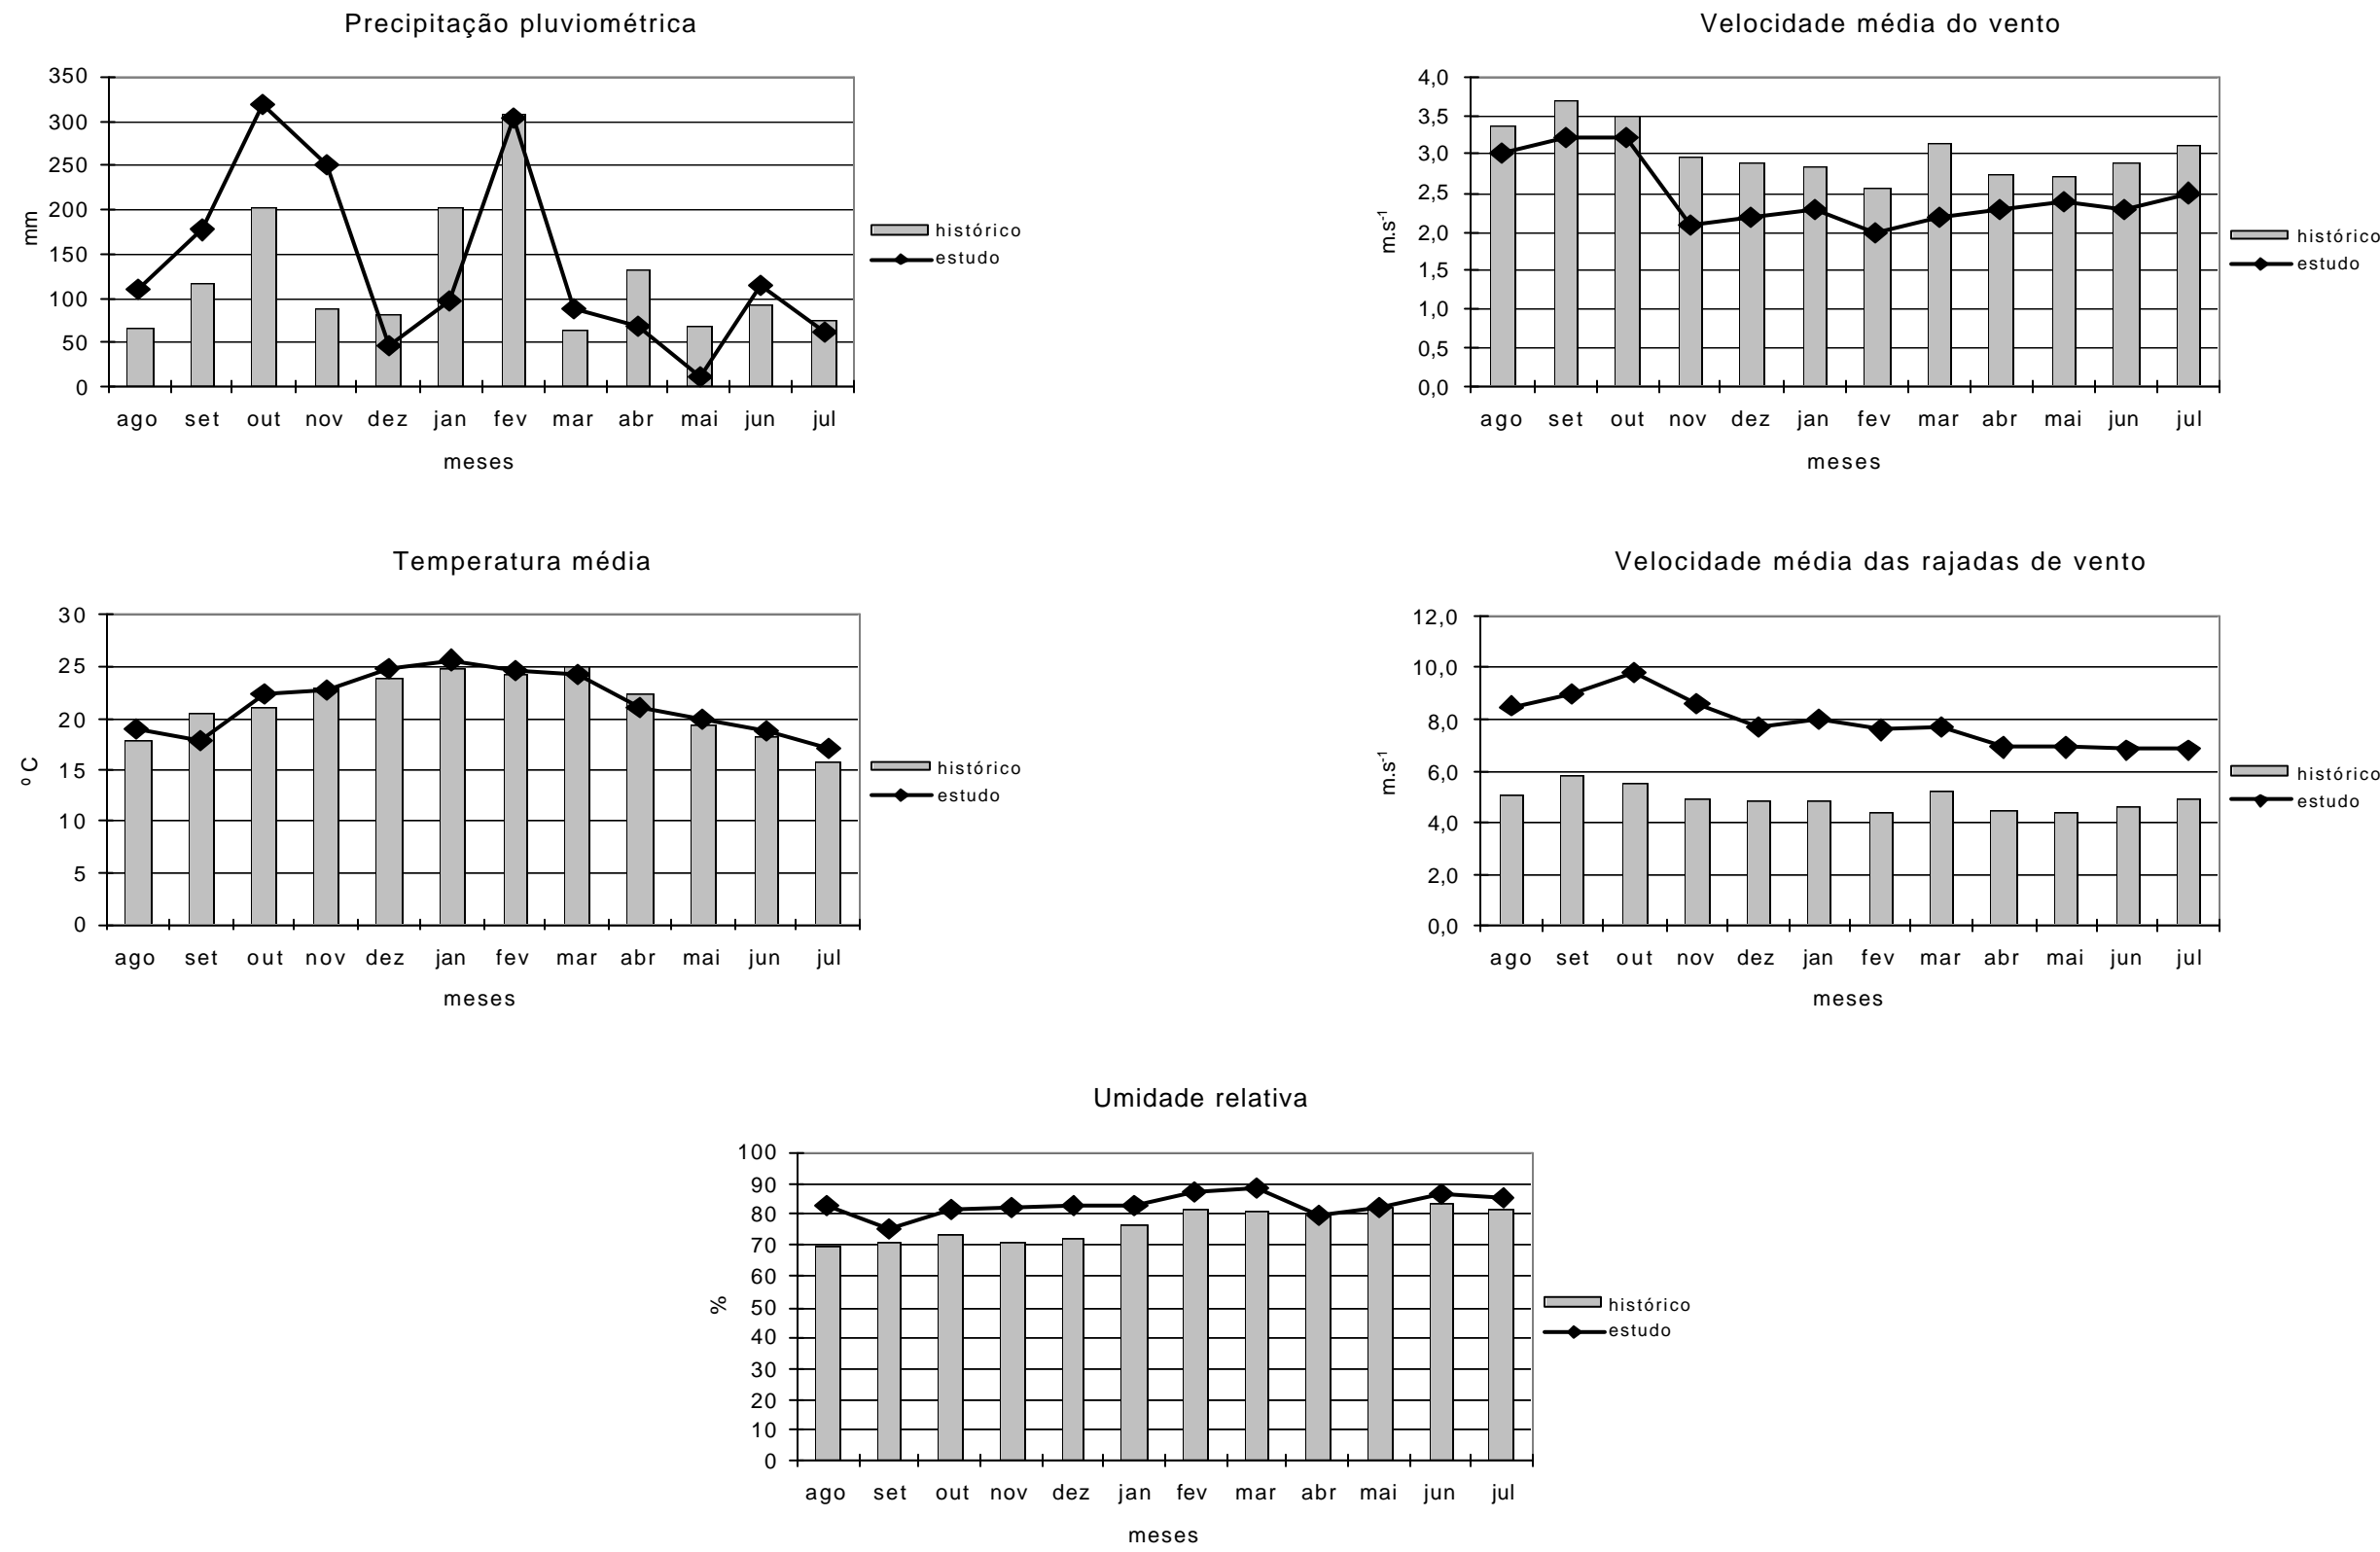 Precipitação pluviométrica
350
300
250
200
150
100
50
0
mm
ago set out nov dez jan fev mar abr mai jun jul
meses
histórico
estudo
Velocidade média do vento
4,0
3,5
3,0
2,5
2,0
1,5
1,0
0,5
0,0
m.s-1
ago set out nov dez jan fev mar abr mai jun jul
meses
histórico
estudo
Temperatura média
30
25
20
15
10
5
0
º C
ago set out nov dez jan fev mar abr mai jun jul
meses
histórico
estudo
Velocidade média das rajadas de vento
12,0
10,0
8,0
6,0
4,0
2,0
0,0
m.s-1
ago set out nov dez jan fev mar abr mai jun jul
meses
histórico
estudo
Umidade relativa
100
90
80
70
60
50
40
30
20
10
0
%
ago set out nov dez jan fev mar abr mai jun jul
meses
histórico
estudo